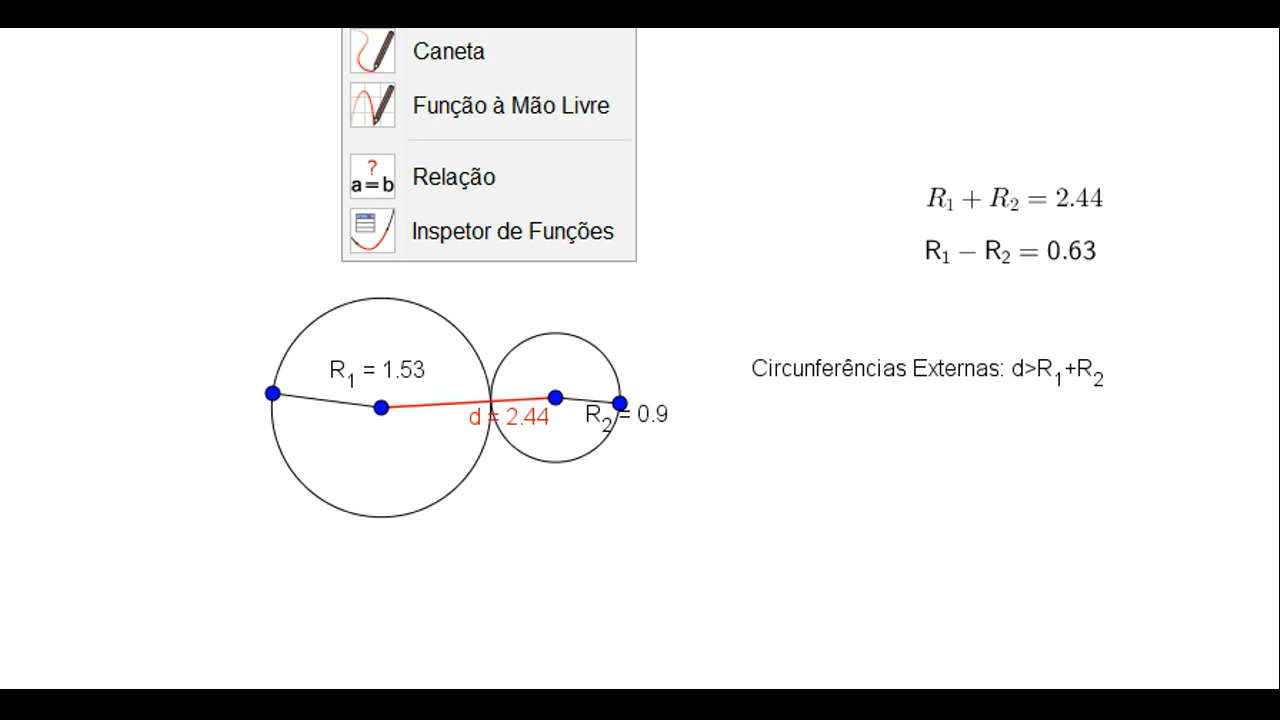 Caneta
Função à Mão Livre
?
a=b
Relação
Inspetor de Funções
R₁ + R₂ = 2.44
R₁ − R₂ = 0.63
R₁ = 1.53
d = 2.44
R₂ = 0.9
Circunferências Externas: d>R₁+R₂